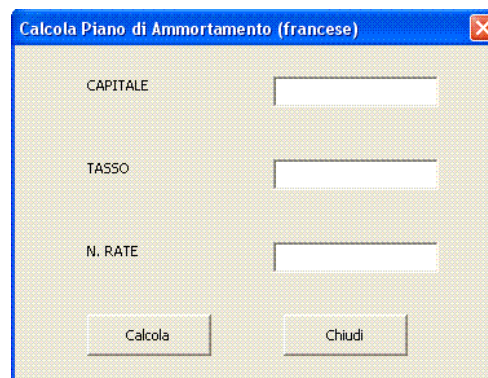 Calcola Piano di Ammortamento (francese)
CAPITALE
TASSO
N. RATE
Calcola Chiudi